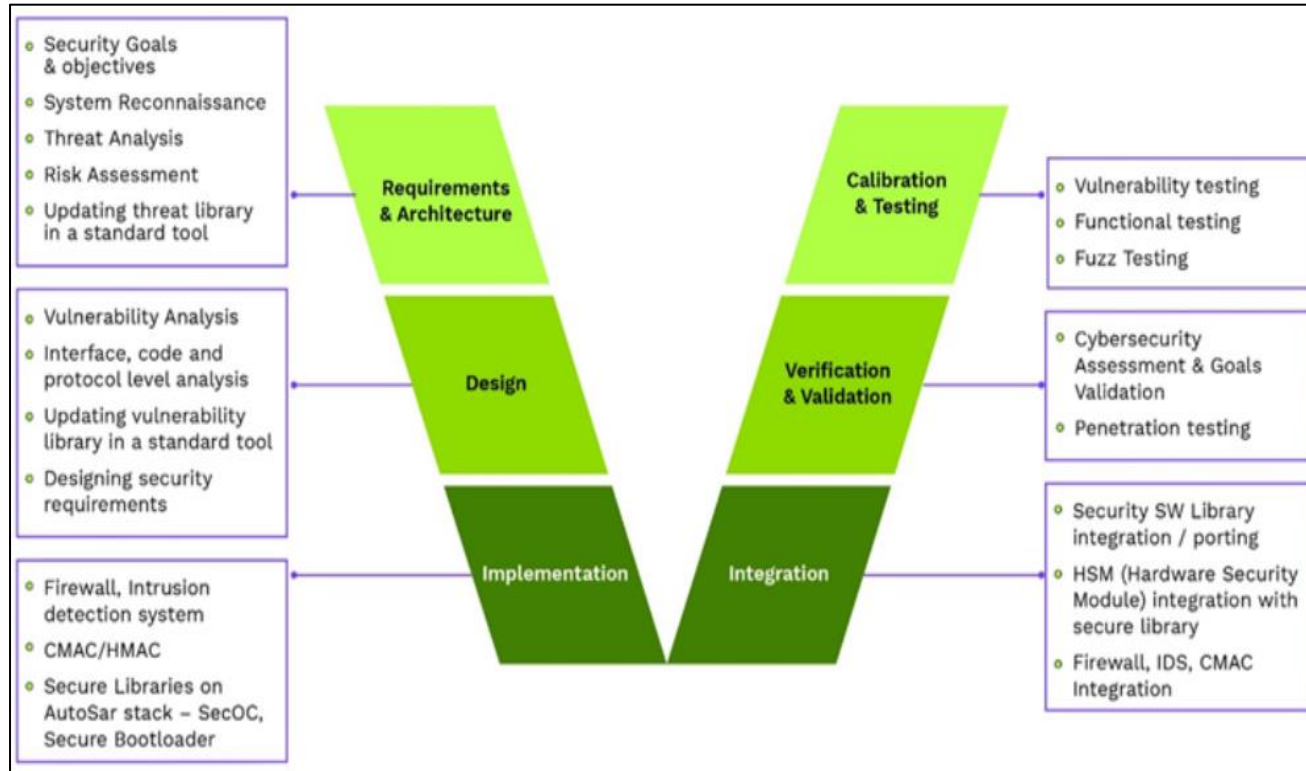 Security Goals
& objectives
System Reconnaissance
Threat Analysis
Risk Assessment
Updating threat library
in a standard tool
Requirements
& Architecture
Calibration
& Testing
Vulnerability testing
Functional testing
Fuzz Testing
Vulnerability Analysis
Interface, code and
protocol level analysis
Updating vulnerability
library in a standard tool
Designing security
requirements
Design
Verification
& Validation
Cybersecurity
Assessment & Goals
Validation
Penetration testing
Firewall, Intrusion
detection system
CMAC/HMAC
Secure Libraries on
AutoSar stack – SecOC,
Secure Bootloader
Implementation
Integration
Security SW Library
integration / porting
HSM (Hardware Security
Module) integration with
secure library
Firewall, IDS, CMAC
Integration